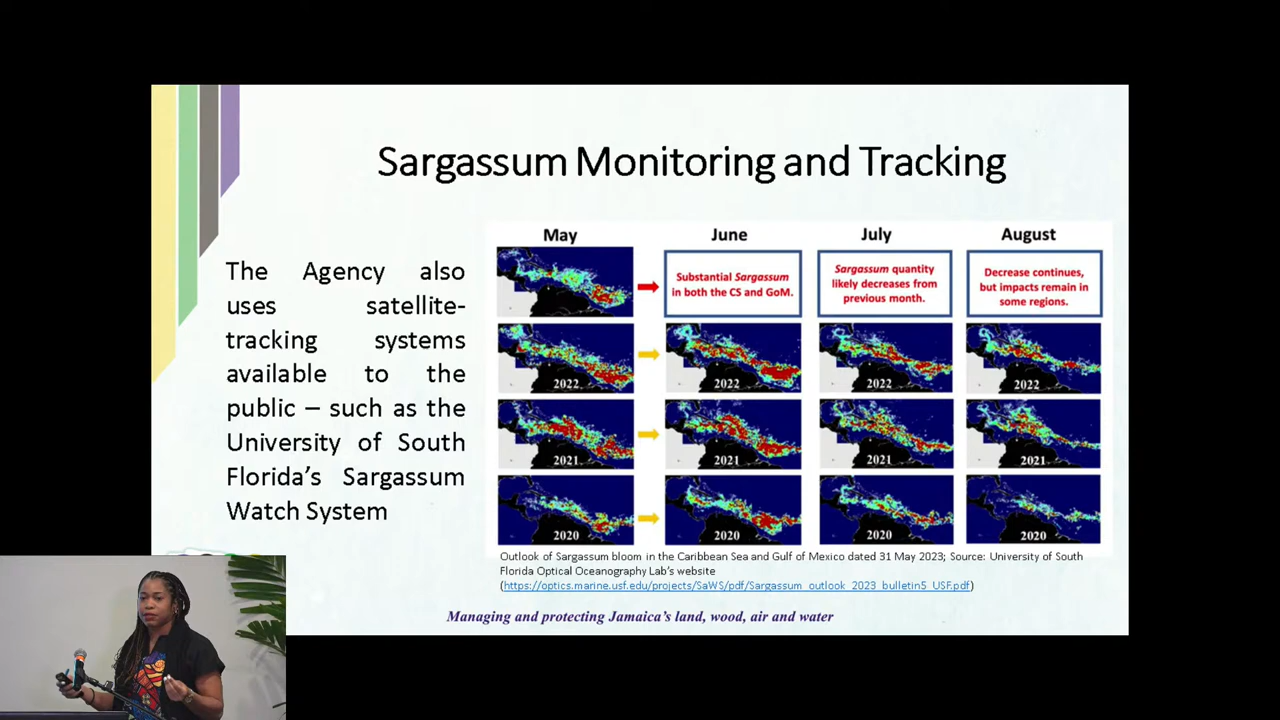 Sargassum Monitoring and Tracking
The Agency also
uses satellite-
tracking systems
available to the
public – such as the
University of South
Florida's Sargassum
Watch System
May June July August
Substantial Sargassum
in both the CS and GoM.
Sargassum quantity
likely decreases from
previous month.
Decrease continues,
but impacts remain in
some regions.
2022 2022 2022 2022
2021 2021 2021 2021
2020 2020 2020 2020
Outlook of Sargassum bloom in the Caribbean Sea and Gulf of Mexico dated 31 May 2023; Source: University of South
Florida Optical Oceanography Lab's website
(https://optics.marine.usf.edu/projects/SaWS/pdf/Sargassum_outlook_2023_bulletin5_USF.pdf)
Managing and protecting Jamaica's land, wood, air and water